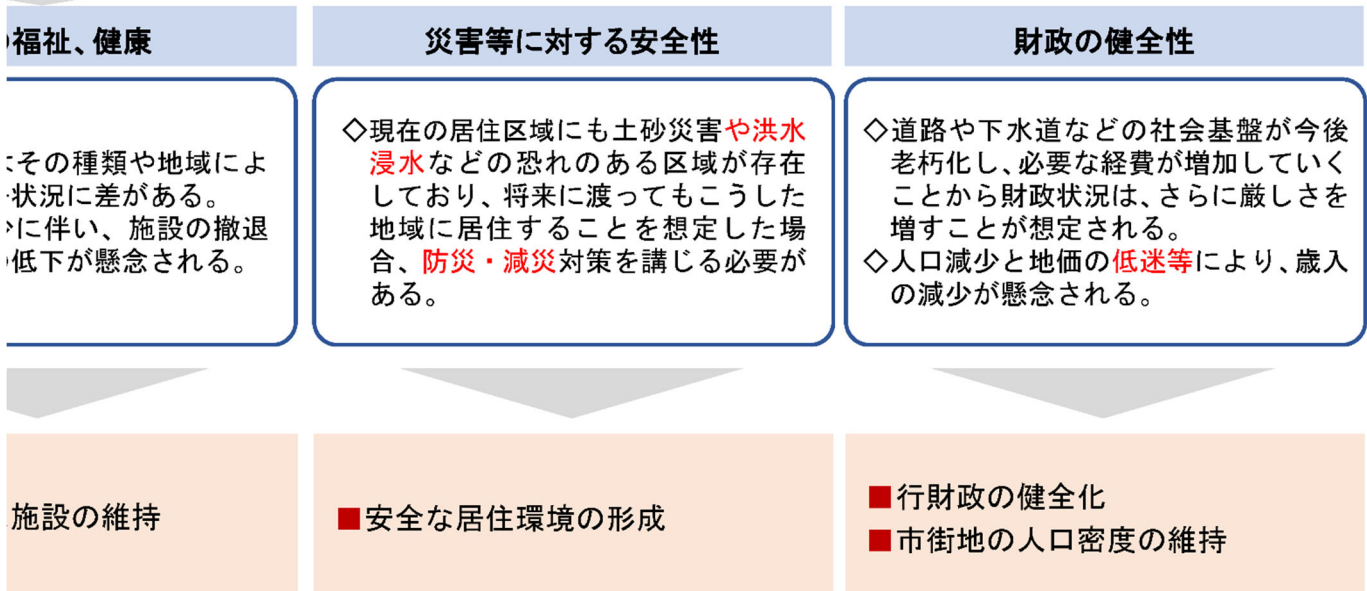 福祉、健康
はその種類や地域によ
状況に差がある。
少に伴い、施設の撤退
低下が懸念される。
施設の維持
災害等に対する安全性
◇現在の居住区域にも土砂災害や洪水
浸水などの恐れのある区域が存在
しており、将来に渡ってもこうした
地域に居住することを想定した場
合、防災・減災対策を講じる必要が
ある。
■安全な居住環境の形成
財政の健全性
◇道路や下水道などの社会基盤が今後
老朽化し、必要な経費が増加していく
ことから財政状況は、さらに厳しさを
増すことが想定される。
◇人口減少と地価の低迷等により、歳入
の減少が懸念される。
■行財政の健全化
■市街地の人口密度の維持